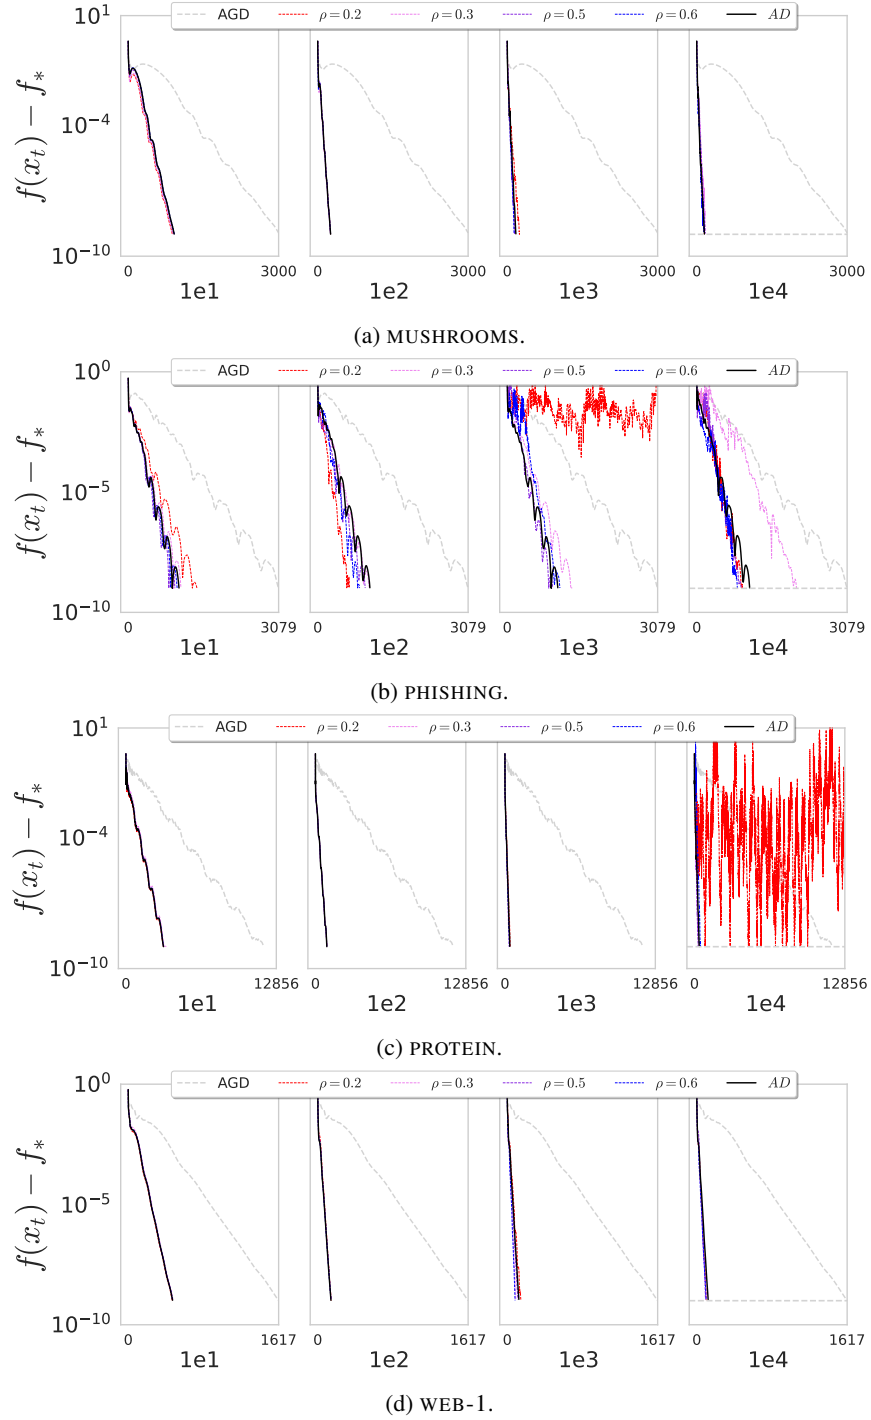 AGD ρ = 0.2 ρ = 0.3 ρ = 0.5 ρ = 0.6 AD
10^1
10^{-4}
10^{-10}
f(x_t) − f_*
0 3000 0 3000 0 3000 0 3000
1e1 1e2 1e3 1e4
(a) MUSHROOMS.
AGD ρ = 0.2 ρ = 0.3 ρ = 0.5 ρ = 0.6 AD
10^0
10^{-5}
10^{-10}
f(x_t) − f_*
0 3079 0 3079 0 3079 0 3079
1e1 1e2 1e3 1e4
(b) PHISHING.
AGD ρ = 0.2 ρ = 0.3 ρ = 0.5 ρ = 0.6 AD
10^1
10^{-4}
10^{-10}
f(x_t) − f_*
0 12856 0 12856 0 12856 0 12856
1e1 1e2 1e3 1e4
(c) PROTEIN.
AGD ρ = 0.2 ρ = 0.3 ρ = 0.5 ρ = 0.6 AD
10^0
10^{-5}
10^{-10}
f(x_t) − f_*
0 1617 0 1617 0 1617 0 1617
1e1 1e2 1e3 1e4
(d) WEB-1.